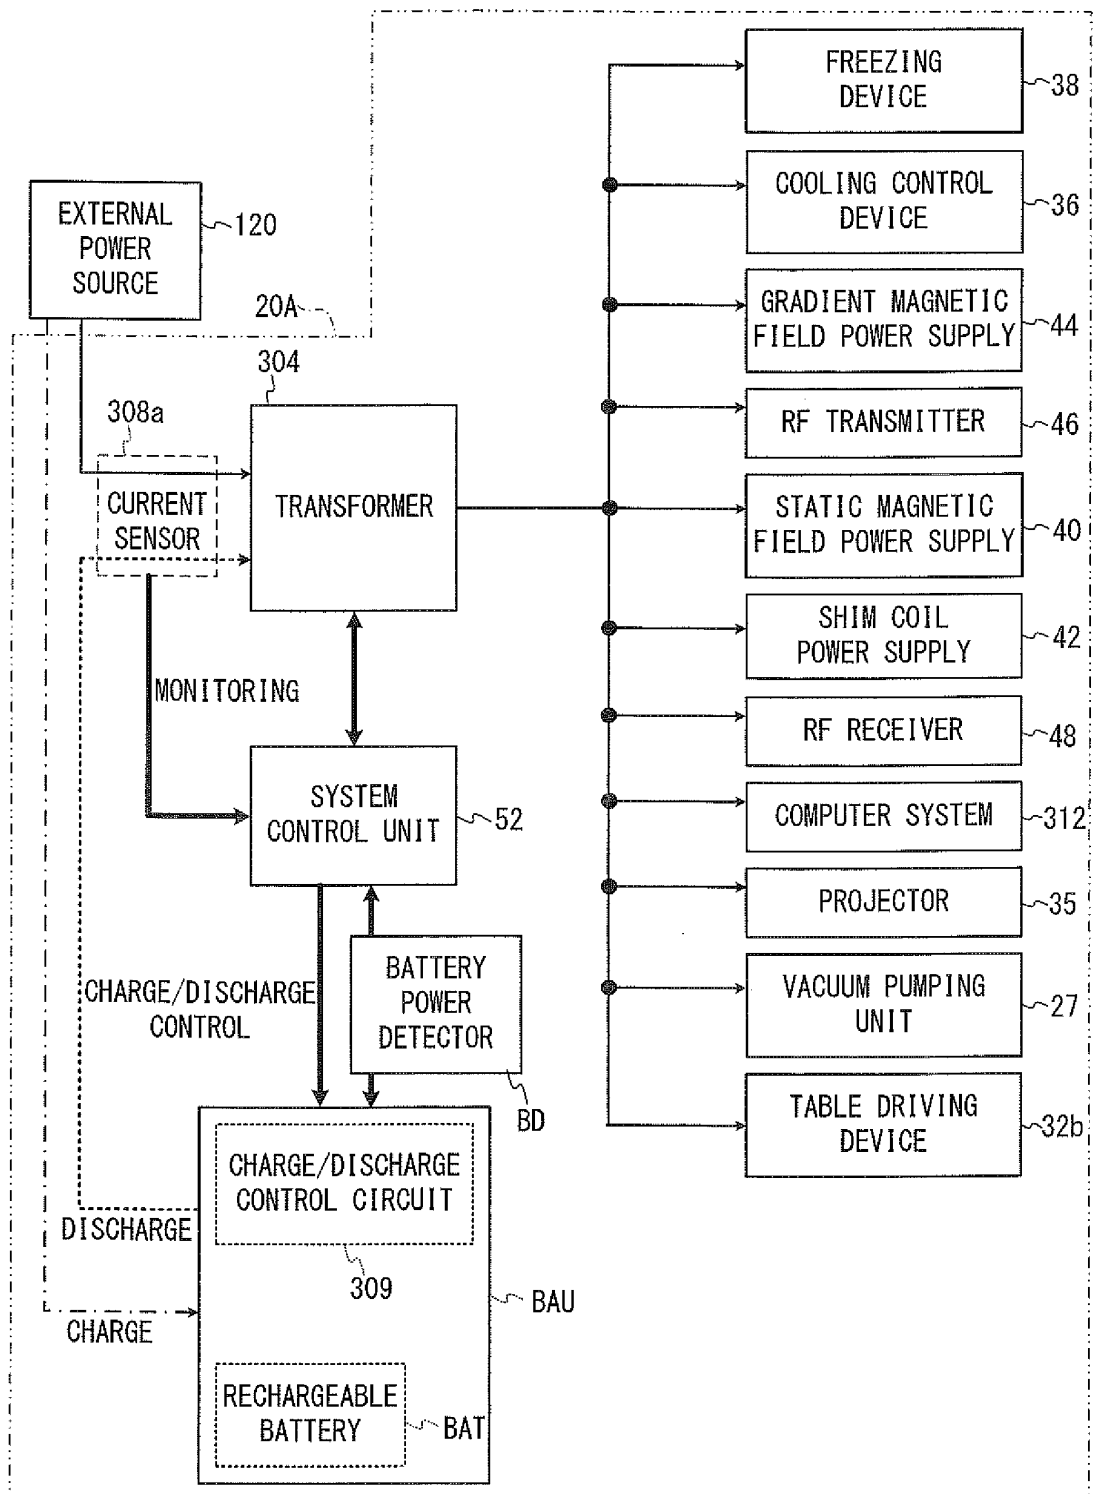 FREEZING
DEVICE
38
COOLING CONTROL
DEVICE
36
EXTERNAL
POWER
SOURCE
120
20A
GRADIENT MAGNETIC
FIELD POWER SUPPLY
44
304
308a
RF TRANSMITTER
46
CURRENT
SENSOR
TRANSFORMER
STATIC MAGNETIC
FIELD POWER SUPPLY
40
SHIM COIL
POWER SUPPLY
42
MONITORING
RF RECEIVER
48
SYSTEM
CONTROL UNIT
52
COMPUTER SYSTEM
312
PROJECTOR
35
CHARGE/DISCHARGE
CONTROL
BATTERY
POWER
DETECTOR
BD
VACUUM PUMPING
UNIT
27
TABLE DRIVING
DEVICE
32b
CHARGE/DISCHARGE
CONTROL CIRCUIT
309
DISCHARGE
BAU
CHARGE
RECHARGEABLE
BATTERY
BAT